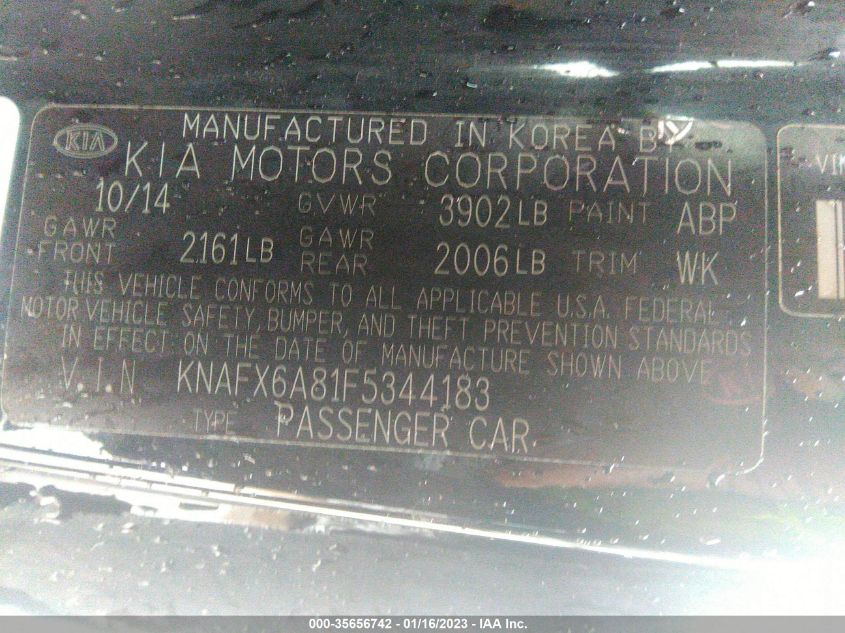 KIA
MANUFACTURED IN KOREA BY
KIA MOTORS CORPORATION
10/14 GVWR 3902LB PAINT ABP
GAWR FRONT 2161LB GAWR REAR 2006LB TRIM WK
THIS VEHICLE CONFORMS TO ALL APPLICABLE U.S.A. FEDERAL
MOTOR VEHICLE SAFETY, BUMPER, AND THEFT PREVENTION STANDARDS
IN EFFECT ON THE DATE OF MANUFACTURE SHOWN ABOVE
VIN KNAFX6A81F5344183
TYPE PASSENGER CAR
VIN
000-35656742 - 01/16/2023 - IAA Inc.